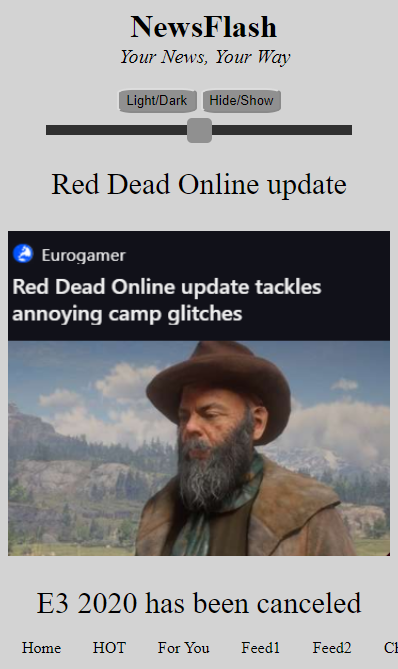 NewsFlash
Your News, Your Way
Light/Dark Hide/Show
Red Dead Online update
Eurogamer
Red Dead Online update tackles
annoying camp glitches
E3 2020 has been canceled
Home HOT For You Feed1 Feed2